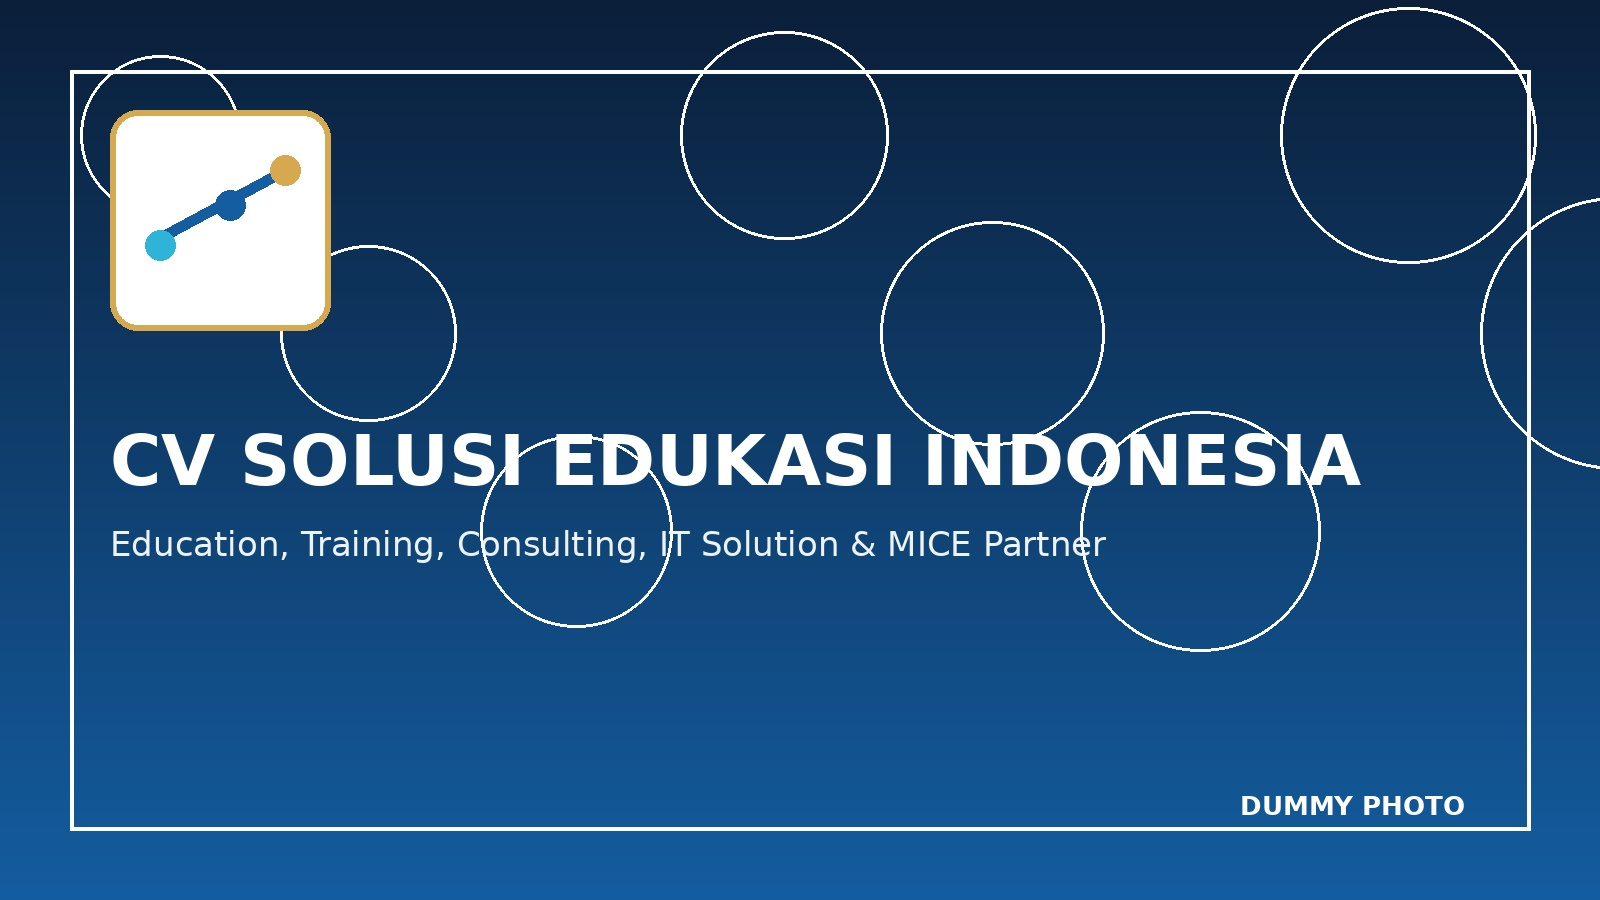 CV SOLUSI EDUKASI INDONESIA
Education, Training, Consulting, IT Solution & MICE Partner
DUMMY PHOTO